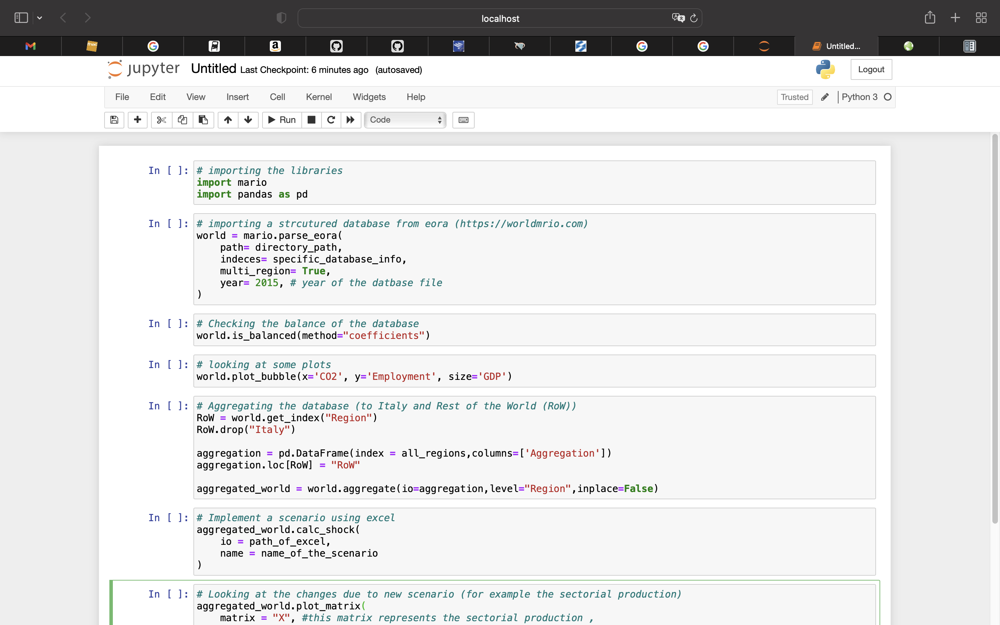 localhost
fnac
Untitled...
jupyter Untitled Last Checkpoint: 6 minutes ago (autosaved)
Logout
File Edit View Insert Cell Kernel Widgets Help
Trusted Python 3
Run Code
In [ ]: # importing the libraries
import mario
import pandas as pd
In [ ]: # importing a strcutured database from eora (https://worldmrio.com)
world = mario.parse_eora(
    path= directory_path,
    indeces= specific_database_info,
    multi_region= True,
    year= 2015, # year of the datbase file
)
In [ ]: # Checking the balance of the database
world.is_balanced(method="coefficients")
In [ ]: # looking at some plots
world.plot_bubble(x='CO2', y='Employment', size='GDP')
In [ ]: # Aggregating the database (to Italy and Rest of the World (RoW))
RoW = world.get_index("Region")
RoW.drop("Italy")
aggregation = pd.DataFrame(index = all_regions,columns=['Aggregation'])
aggregation.loc[RoW] = "RoW"
aggregated_world = world.aggregate(io=aggregation,level="Region",inplace=False)
In [ ]: # Implement a scenario using excel
aggregated_world.calc_shock(
    io = path_of_excel,
    name = name_of_the_scenario
)
In [ ]: # Looking at the changes due to new scenario (for example the sectorial production)
aggregated_world.plot_matrix(
    matrix = "X", #this matrix represents the sectorial production ,